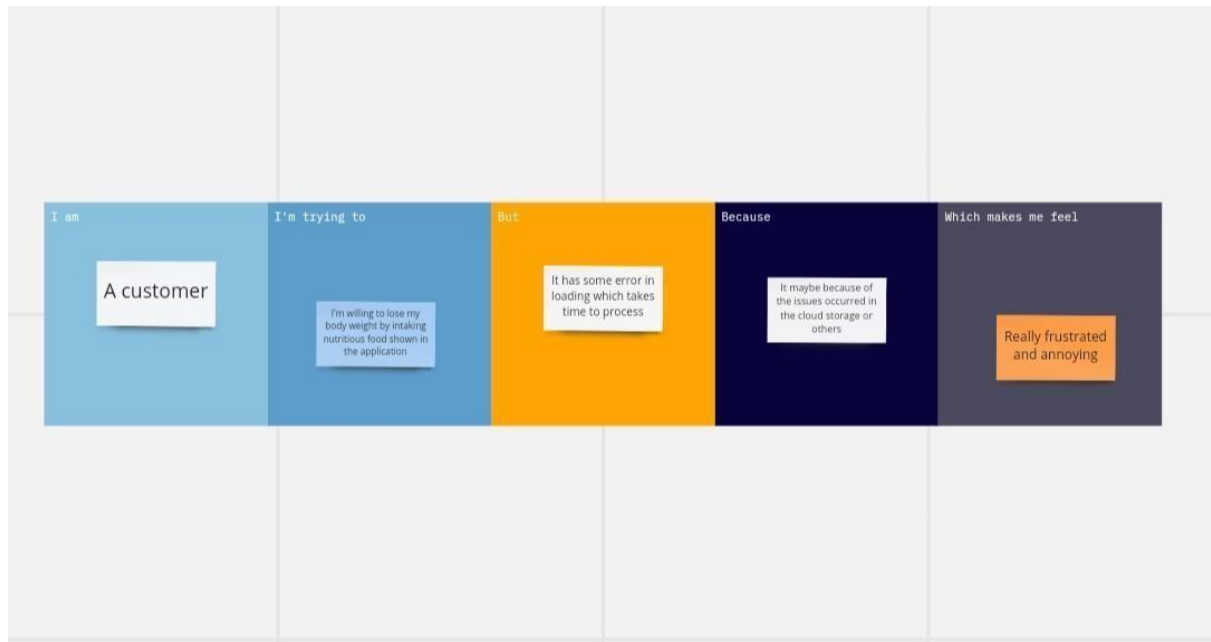 I am
A customer
I'm trying to
I'm willing to lose my
body weight by intaking
nutritious food shown in
the application
But
It has some error in
loading which takes
time to process
Because
It maybe because of
the issues occurred in
the cloud storage or
others
Which makes me feel
Really frustrated
and annoying